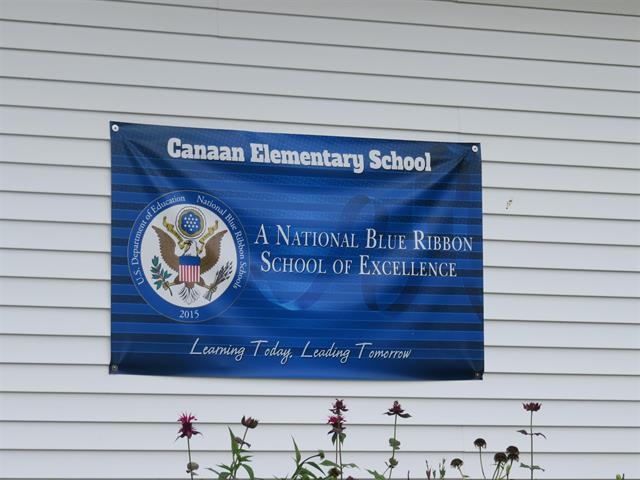 Canaan Elementary School
U.S. Department of Education National Blue Ribbon Schools
2015
A National Blue Ribbon
School of Excellence
Learning Today, Leading Tomorrow